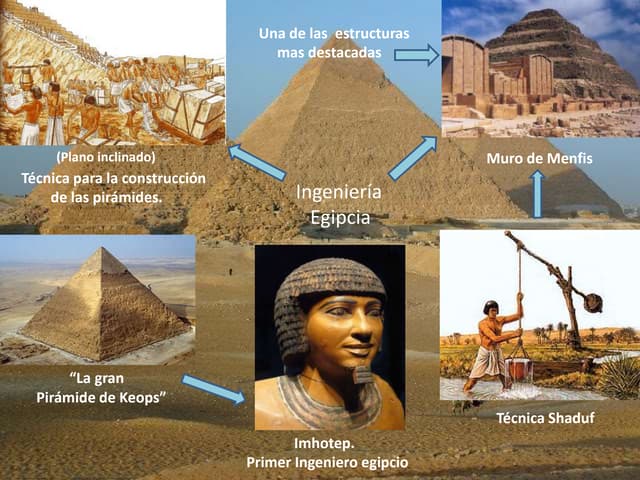 Una de las estructuras
mas destacadas
(Plano inclinado)
Técnica para la construcción
de las pirámides.
Muro de Menfis
Ingeniería
Egipcia
“La gran
Pirámide de Keops”
Imhotep.
Primer Ingeniero egipcio
Técnica Shaduf